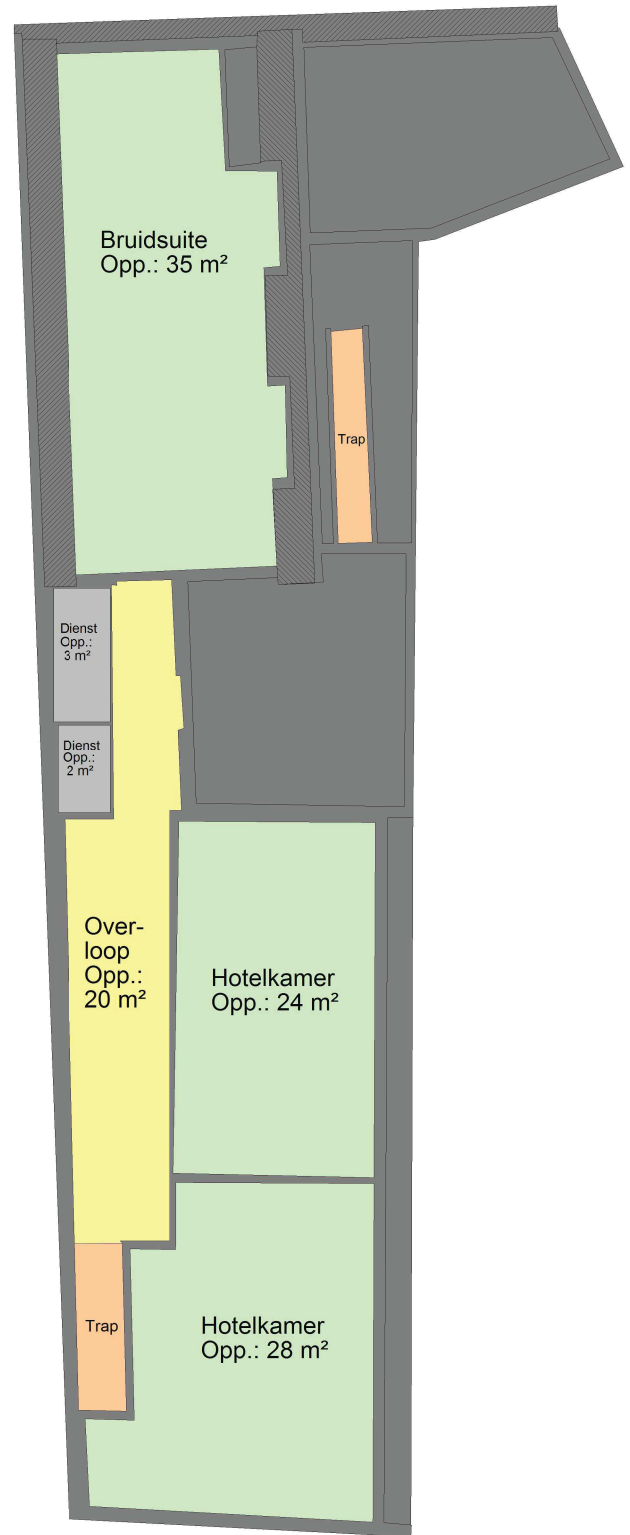 Bruidsuite
Opp.: 35 m²
Trap
Dienst
Opp.:
3 m²
Dienst
Opp.:
2 m²
Over-
loop
Opp.:
20 m²
Hotelkamer
Opp.: 24 m²
Trap
Hotelkamer
Opp.: 28 m²